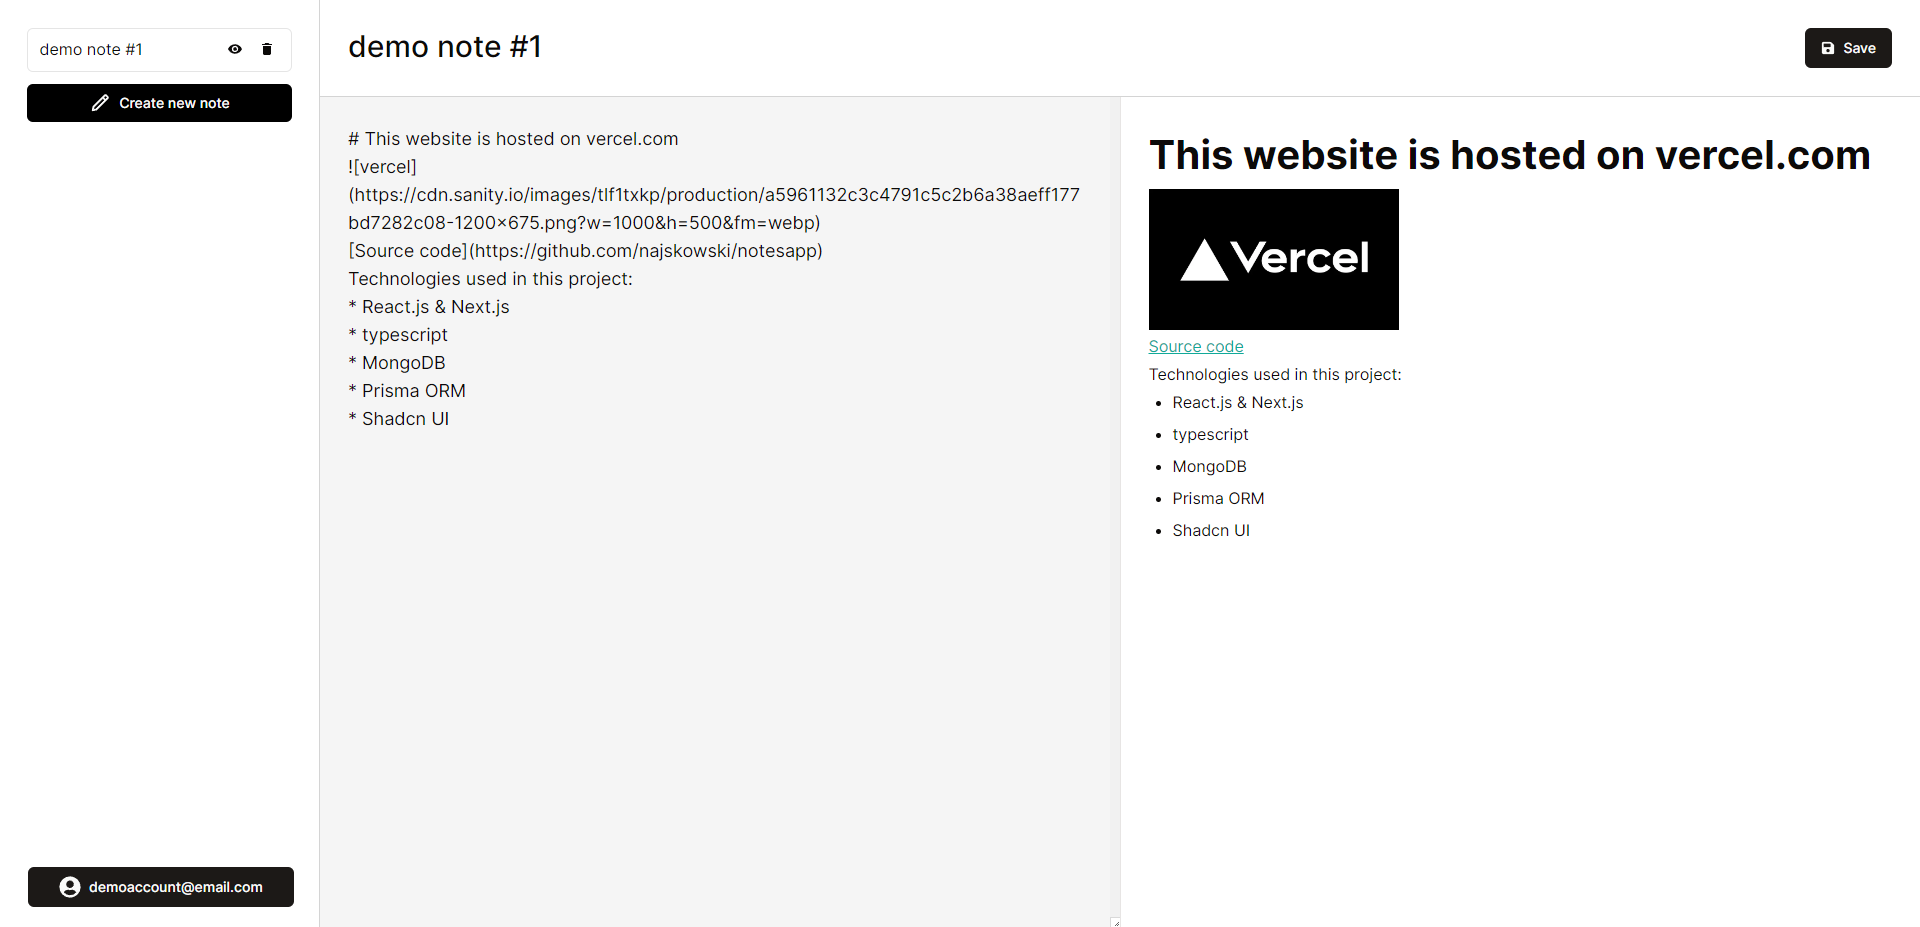 demo note #1
Create new note
demoaccount@email.com
demo note #1
Save
# This website is hosted on vercel.com
![vercel]
(https://cdn.sanity.io/images/tlf1txkp/production/a5961132c3c4791c5c2b6a38aeff177
bd7282c08-1200x675.png?w=1000&h=500&fm=webp)
[Source code](https://github.com/najskowski/notesapp)
Technologies used in this project:
* React.js & Next.js
* typescript
* MongoDB
* Prisma ORM
* Shadcn UI
This website is hosted on vercel.com
Vercel
Source code
Technologies used in this project:
• React.js & Next.js
• typescript
• MongoDB
• Prisma ORM
• Shadcn UI